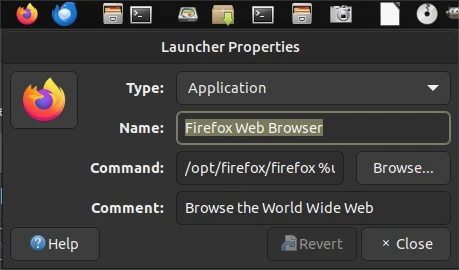 Launcher Properties
Type: Application
Name: Firefox Web Browser
Command: /opt/firefox/firefox %u Browse...
Comment: Browse the World Wide Web
Help Revert × Close